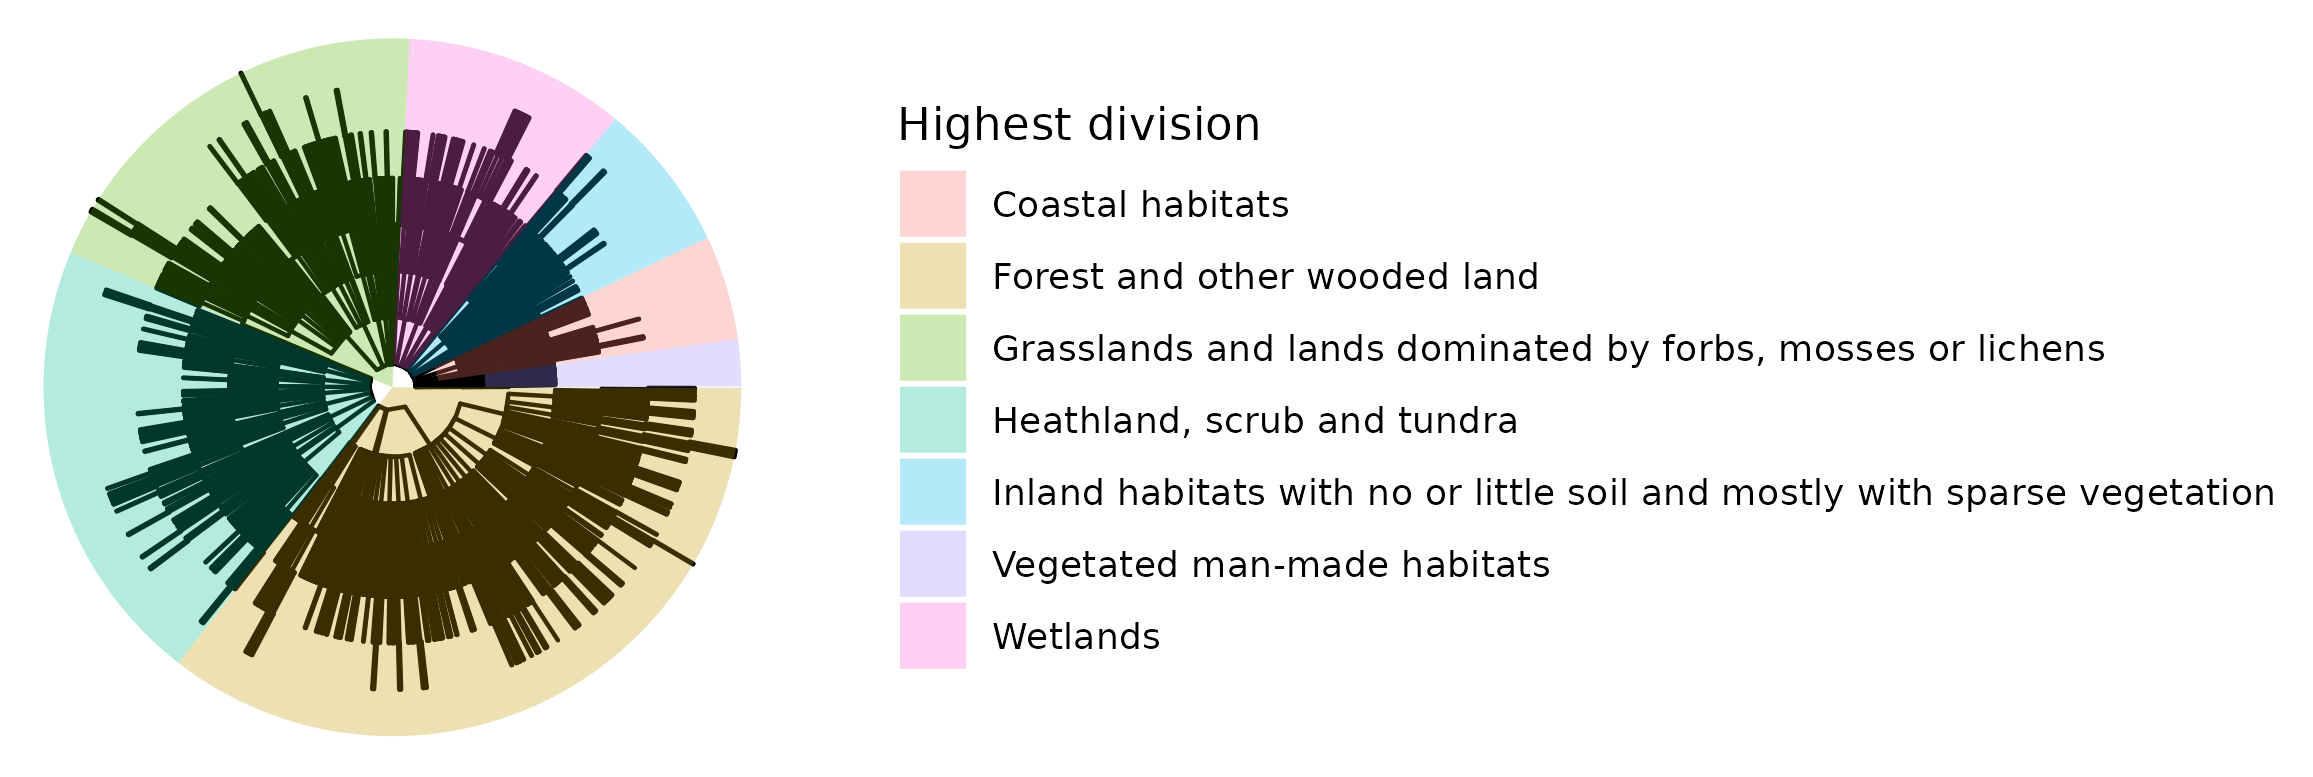 Highest division
Coastal habitats
Forest and other wooded land
Grasslands and lands dominated by forbs, mosses or lichens
Heathland, scrub and tundra
Inland habitats with no or little soil and mostly with sparse vegetation
Vegetated man-made habitats
Wetlands